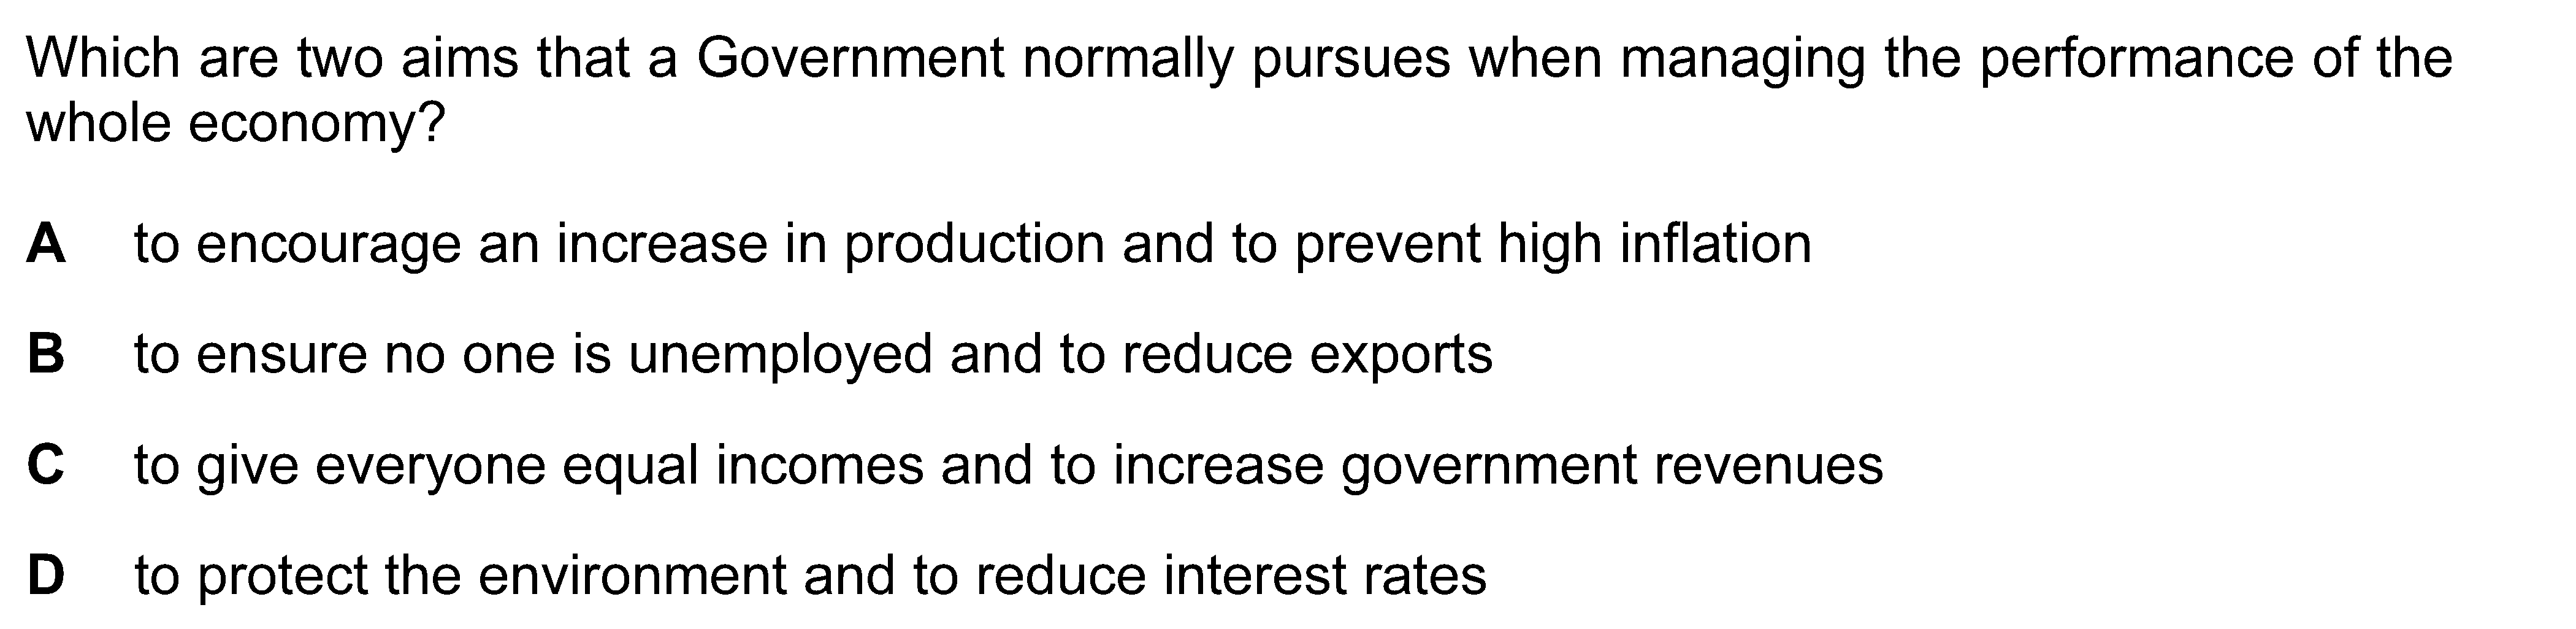 Which are two aims that a Government normally pursues when managing the performance of the
whole economy?
A to encourage an increase in production and to prevent high inflation
B to ensure no one is unemployed and to reduce exports
C to give everyone equal incomes and to increase government revenues
D to protect the environment and to reduce interest rates